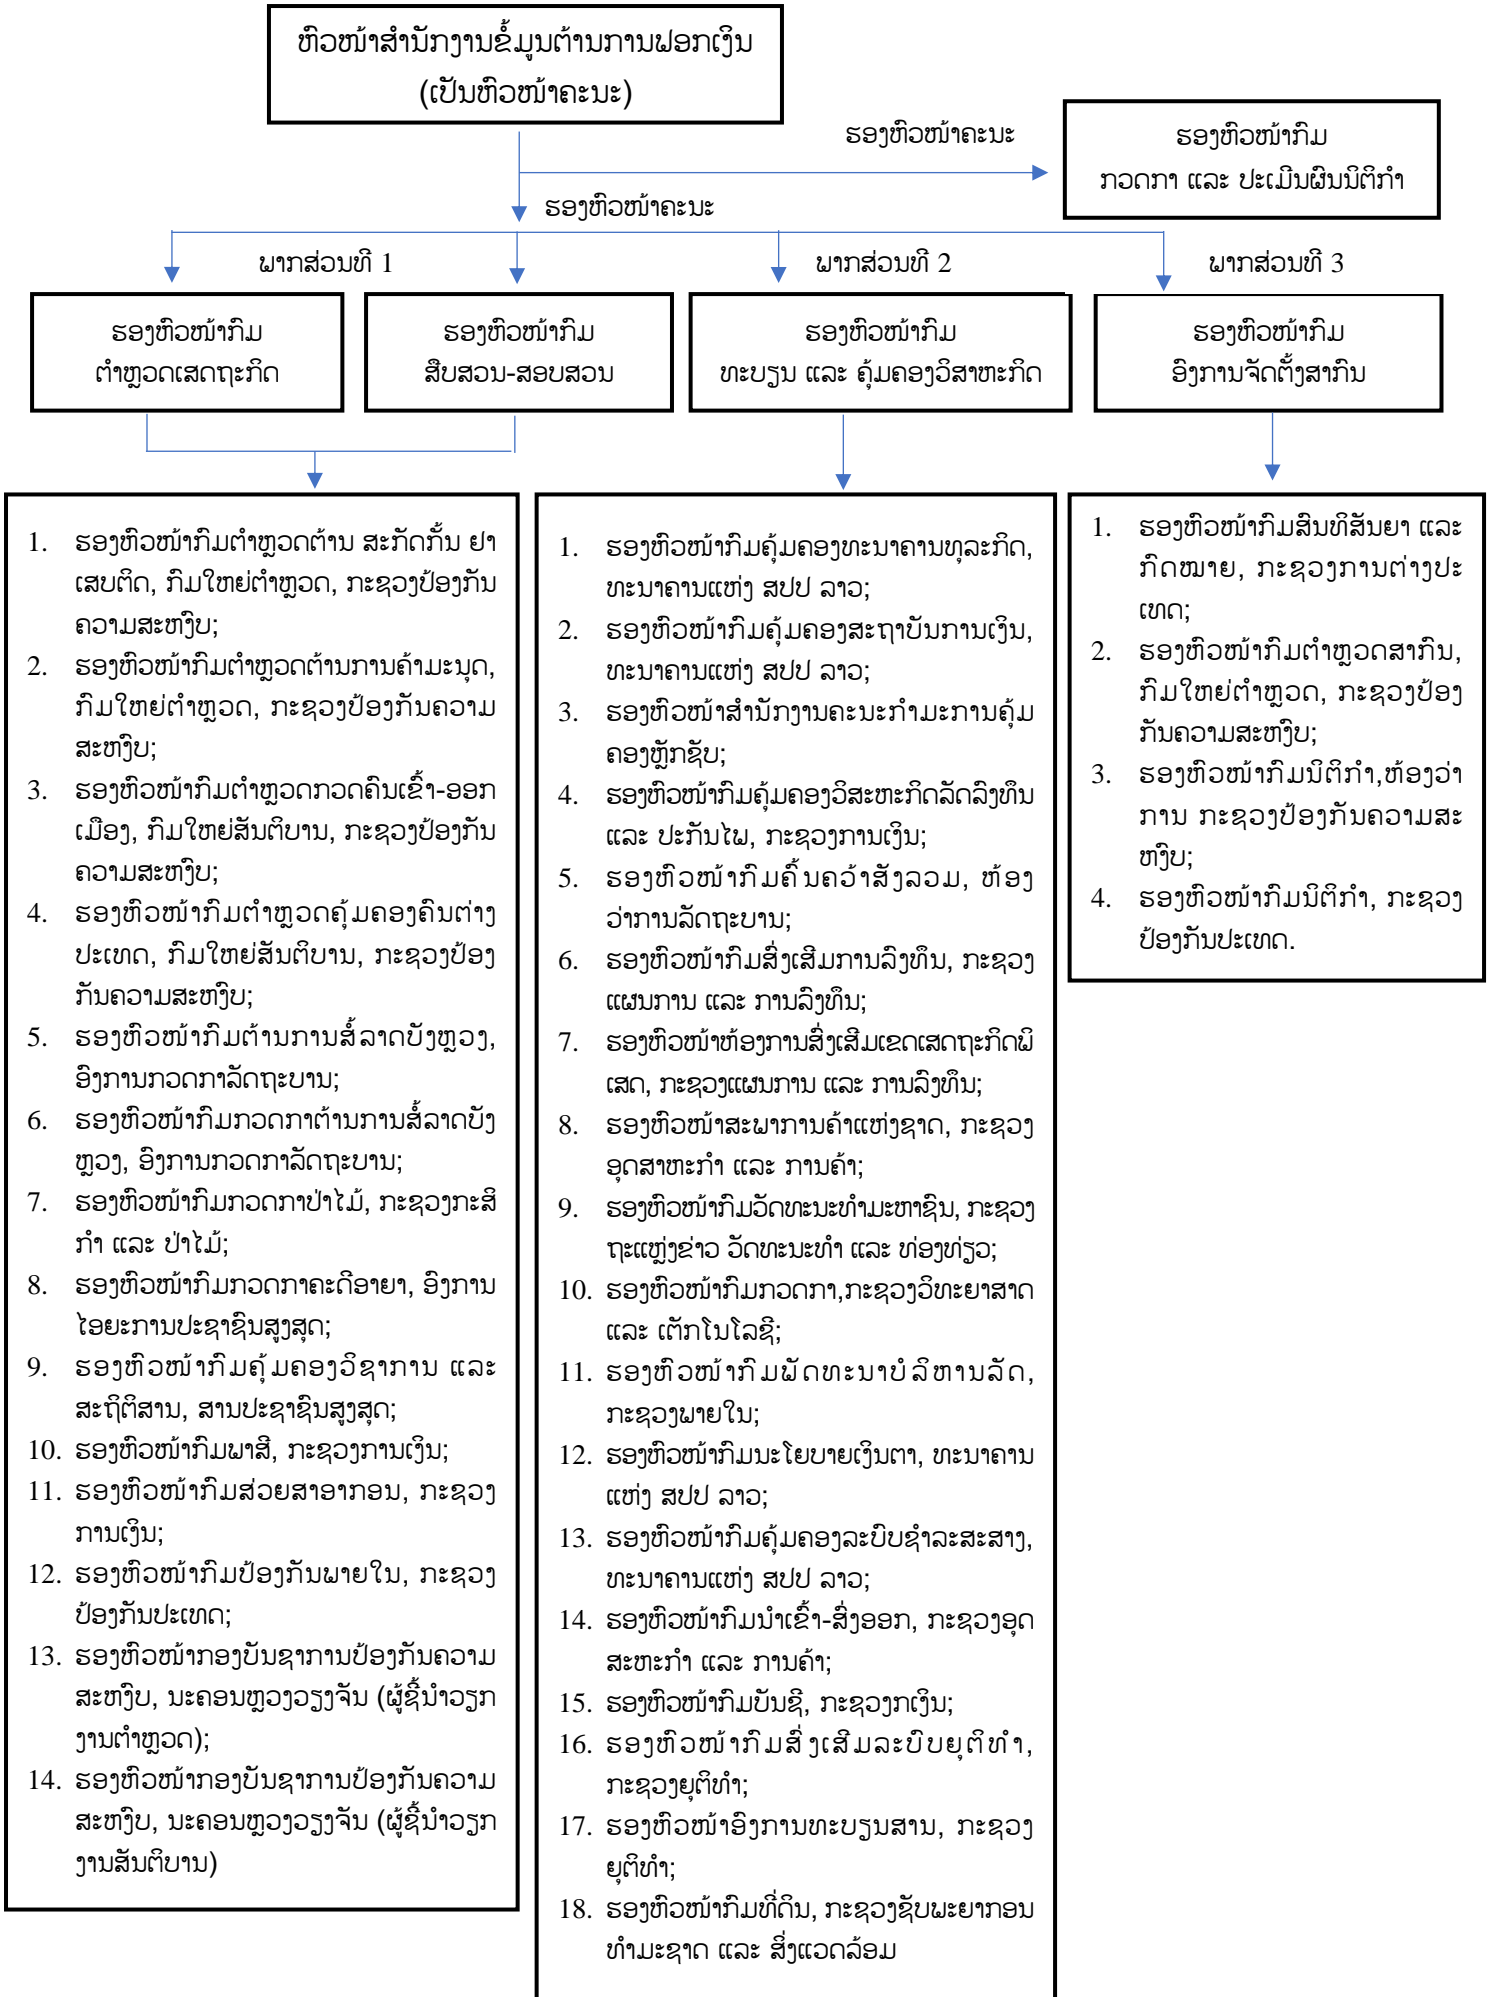 ຫົວໜ້າສຳນັກງານຂໍ້ມູນຕ້ານການຟອກເງິນ
(ເປັນຫົວໜ້າຄະນະ)
ຮອງຫົວໜ້າຄະນະ
ຮອງຫົວໜ້າກົມ
ກວດກາ ແລະ ປະເມີນຜົນນິຕິກຳ
ຮອງຫົວໜ້າຄະນະ
ພາກສ່ວນທີ 1
ພາກສ່ວນທີ 2
ພາກສ່ວນທີ 3
ຮອງຫົວໜ້າກົມ
ຕຳຫຼວດເສດຖະກິດ
ຮອງຫົວໜ້າກົມ
ສືບສວນ-ສອບສວນ
ຮອງຫົວໜ້າກົມ
ທະບຽນ ແລະ ຄຸ້ມຄອງວິສາຫະກິດ
ຮອງຫົວໜ້າກົມ
ອົງການຈັດຕັ້ງສາກົນ
1. ຮອງຫົວໜ້າກົມຕຳຫຼວດຕ້ານ ສະກັດກັ້ນ ຢາ
ເສບຕິດ, ກົມໃຫຍ່ຕຳຫຼວດ, ກະຊວງປ້ອງກັນ
ຄວາມສະຫງົບ;
2. ຮອງຫົວໜ້າກົມຕຳຫຼວດຕ້ານການຄ້າມະນຸດ,
ກົມໃຫຍ່ຕຳຫຼວດ, ກະຊວງປ້ອງກັນຄວາມ
ສະຫງົບ;
3. ຮອງຫົວໜ້າກົມຕຳຫຼວດກວດຄົນເຂົ້າ-ອອກ
ເມືອງ, ກົມໃຫຍ່ສັນຕິບານ, ກະຊວງປ້ອງກັນ
ຄວາມສະຫງົບ;
4. ຮອງຫົວໜ້າກົມຕຳຫຼວດຄຸ້ມຄອງຄົນຕ່າງ
ປະເທດ, ກົມໃຫຍ່ສັນຕິບານ, ກະຊວງປ້ອງ
ກັນຄວາມສະຫງົບ;
5. ຮອງຫົວໜ້າກົມຕ້ານການສໍ້ລາດບັງຫຼວງ,
ອົງການກວດກາລັດຖະບານ;
6. ຮອງຫົວໜ້າກົມກວດກາຕ້ານການສໍ້ລາດບັງ
ຫຼວງ, ອົງການກວດກາລັດຖະບານ;
7. ຮອງຫົວໜ້າກົມກວດກາປ່າໄມ້, ກະຊວງກະສິ
ກຳ ແລະ ປ່າໄມ້;
8. ຮອງຫົວໜ້າກົມກວດກາຄະດີອາຍາ, ອົງການ
ໄອຍະການປະຊາຊົນສູງສຸດ;
9. ຮອງຫົວໜ້າກົມຄຸ້ມຄອງວິຊາການ ແລະ
ສະຖິຕິສານ, ສານປະຊາຊົນສູງສຸດ;
10. ຮອງຫົວໜ້າກົມພາສີ, ກະຊວງການເງິນ;
11. ຮອງຫົວໜ້າກົມສ່ວຍສາອາກອນ, ກະຊວງ
ການເງິນ;
12. ຮອງຫົວໜ້າກົມປ້ອງກັນພາຍໃນ, ກະຊວງ
ປ້ອງກັນປະເທດ;
13. ຮອງຫົວໜ້າກອງບັນຊາການປ້ອງກັນຄວາມ
ສະຫງົບ, ນະຄອນຫຼວງວຽງຈັນ (ຜູ້ຊີ້ນຳວຽກ
ງານຕຳຫຼວດ);
14. ຮອງຫົວໜ້າກອງບັນຊາການປ້ອງກັນຄວາມ
ສະຫງົບ, ນະຄອນຫຼວງວຽງຈັນ (ຜູ້ຊີ້ນຳວຽກ
ງານສັນຕິບານ)
1. ຮອງຫົວໜ້າກົມຄຸ້ມຄອງທະນາຄານທຸລະກິດ,
ທະນາຄານແຫ່ງ ສປປ ລາວ;
2. ຮອງຫົວໜ້າກົມຄຸ້ມຄອງສະຖາບັນການເງິນ,
ທະນາຄານແຫ່ງ ສປປ ລາວ;
3. ຮອງຫົວໜ້າສຳນັກງານຄະນະກຳມະການຄຸ້ມ
ຄອງຫຼັກຊັບ;
4. ຮອງຫົວໜ້າກົມຄຸ້ມຄອງວິສະຫະກິດລັດລົງທຶນ
ແລະ ປະກັນໄພ, ກະຊວງການເງິນ;
5. ຮອງຫົວໜ້າກົມຄົ້ນຄວ້າສັງລວມ, ຫ້ອງ
ວ່າການລັດຖະບານ;
6. ຮອງຫົວໜ້າກົມສົ່ງເສີມການລົງທຶນ, ກະຊວງ
ແຜນການ ແລະ ການລົງທຶນ;
7. ຮອງຫົວໜ້າຫ້ອງການສົ່ງເສີມເຂດເສດຖະກິດພິ
ເສດ, ກະຊວງແຜນການ ແລະ ການລົງທຶນ;
8. ຮອງຫົວໜ້າສະພາການຄ້າແຫ່ງຊາດ, ກະຊວງ
ອຸດສາຫະກຳ ແລະ ການຄ້າ;
9. ຮອງຫົວໜ້າກົມວັດທະນະທຳມະຫາຊົນ, ກະຊວງ
ຖະແຫຼ່ງຂ່າວ ວັດທະນະທຳ ແລະ ທ່ອງທ່ຽວ;
10. ຮອງຫົວໜ້າກົມກວດກາ,ກະຊວງວິທະຍາສາດ
ແລະ ເຕັກໂນໂລຊີ;
11. ຮອງຫົວໜ້າກົມພັດທະນາບໍລິຫານລັດ,
ກະຊວງພາຍໃນ;
12. ຮອງຫົວໜ້າກົມນະໂຍບາຍເງິນຕາ, ທະນາຄານ
ແຫ່ງ ສປປ ລາວ;
13. ຮອງຫົວໜ້າກົມຄຸ້ມຄອງລະບົບຊຳລະສະສາງ,
ທະນາຄານແຫ່ງ ສປປ ລາວ;
14. ຮອງຫົວໜ້າກົມນຳເຂົ້າ-ສົ່ງອອກ, ກະຊວງອຸດ
ສະຫະກຳ ແລະ ການຄ້າ;
15. ຮອງຫົວໜ້າກົມບັນຊີ, ກະຊວງກເງິນ;
16. ຮອງຫົວໜ້າກົມສົ່ງເສີມລະບົບຍຸຕິທຳ,
ກະຊວງຍຸຕິທຳ;
17. ຮອງຫົວໜ້າອົງການທະບຽນສານ, ກະຊວງ
ຍຸຕິທຳ;
18. ຮອງຫົວໜ້າກົມທີ່ດິນ, ກະຊວງຊັບພະຍາກອນ
ທຳມະຊາດ ແລະ ສິ່ງແວດລ້ອມ
1. ຮອງຫົວໜ້າກົມສົນທິສັນຍາ ແລະ
ກົດໝາຍ, ກະຊວງການຕ່າງປະ
ເທດ;
2. ຮອງຫົວໜ້າກົມຕຳຫຼວດສາກົນ,
ກົມໃຫຍ່ຕຳຫຼວດ, ກະຊວງປ້ອງ
ກັນຄວາມສະຫງົບ;
3. ຮອງຫົວໜ້າກົມນິຕິກຳ,ຫ້ອງວ່າ
ການ ກະຊວງປ້ອງກັນຄວາມສະ
ຫງົບ;
4. ຮອງຫົວໜ້າກົມນິຕິກຳ, ກະຊວງ
ປ້ອງກັນປະເທດ.